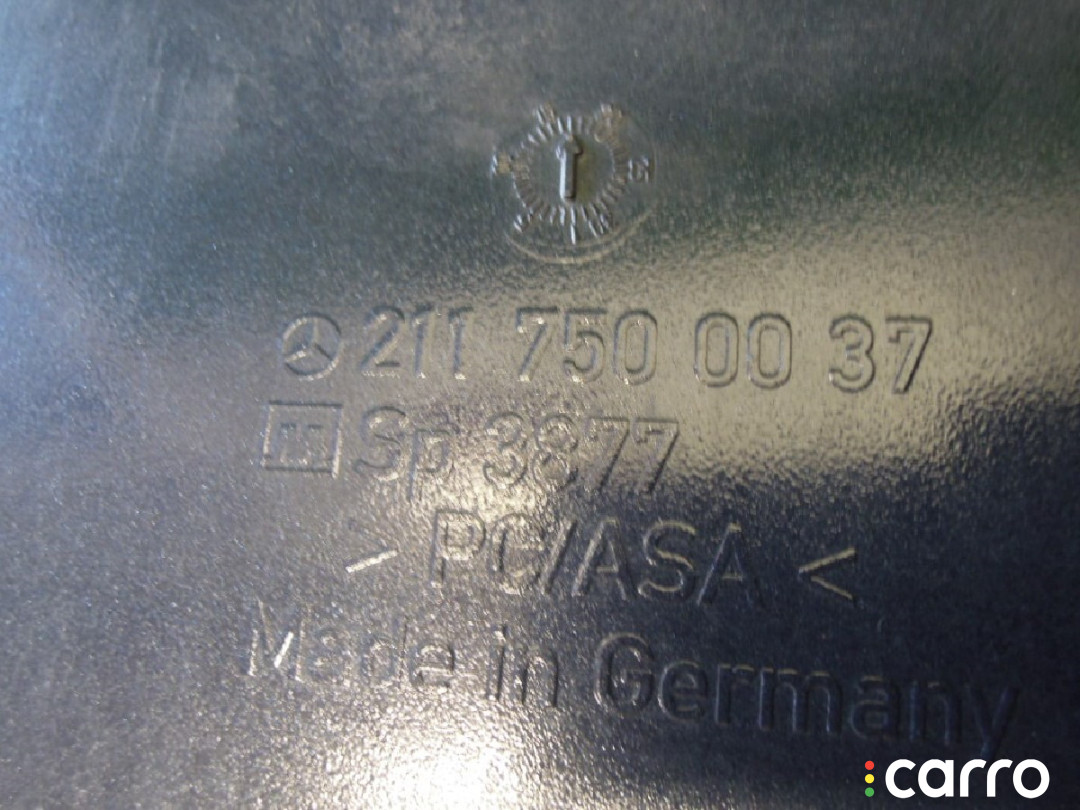 211 750 00 37
Sp 3877
> PC/ASA <
Made in Germany
carro